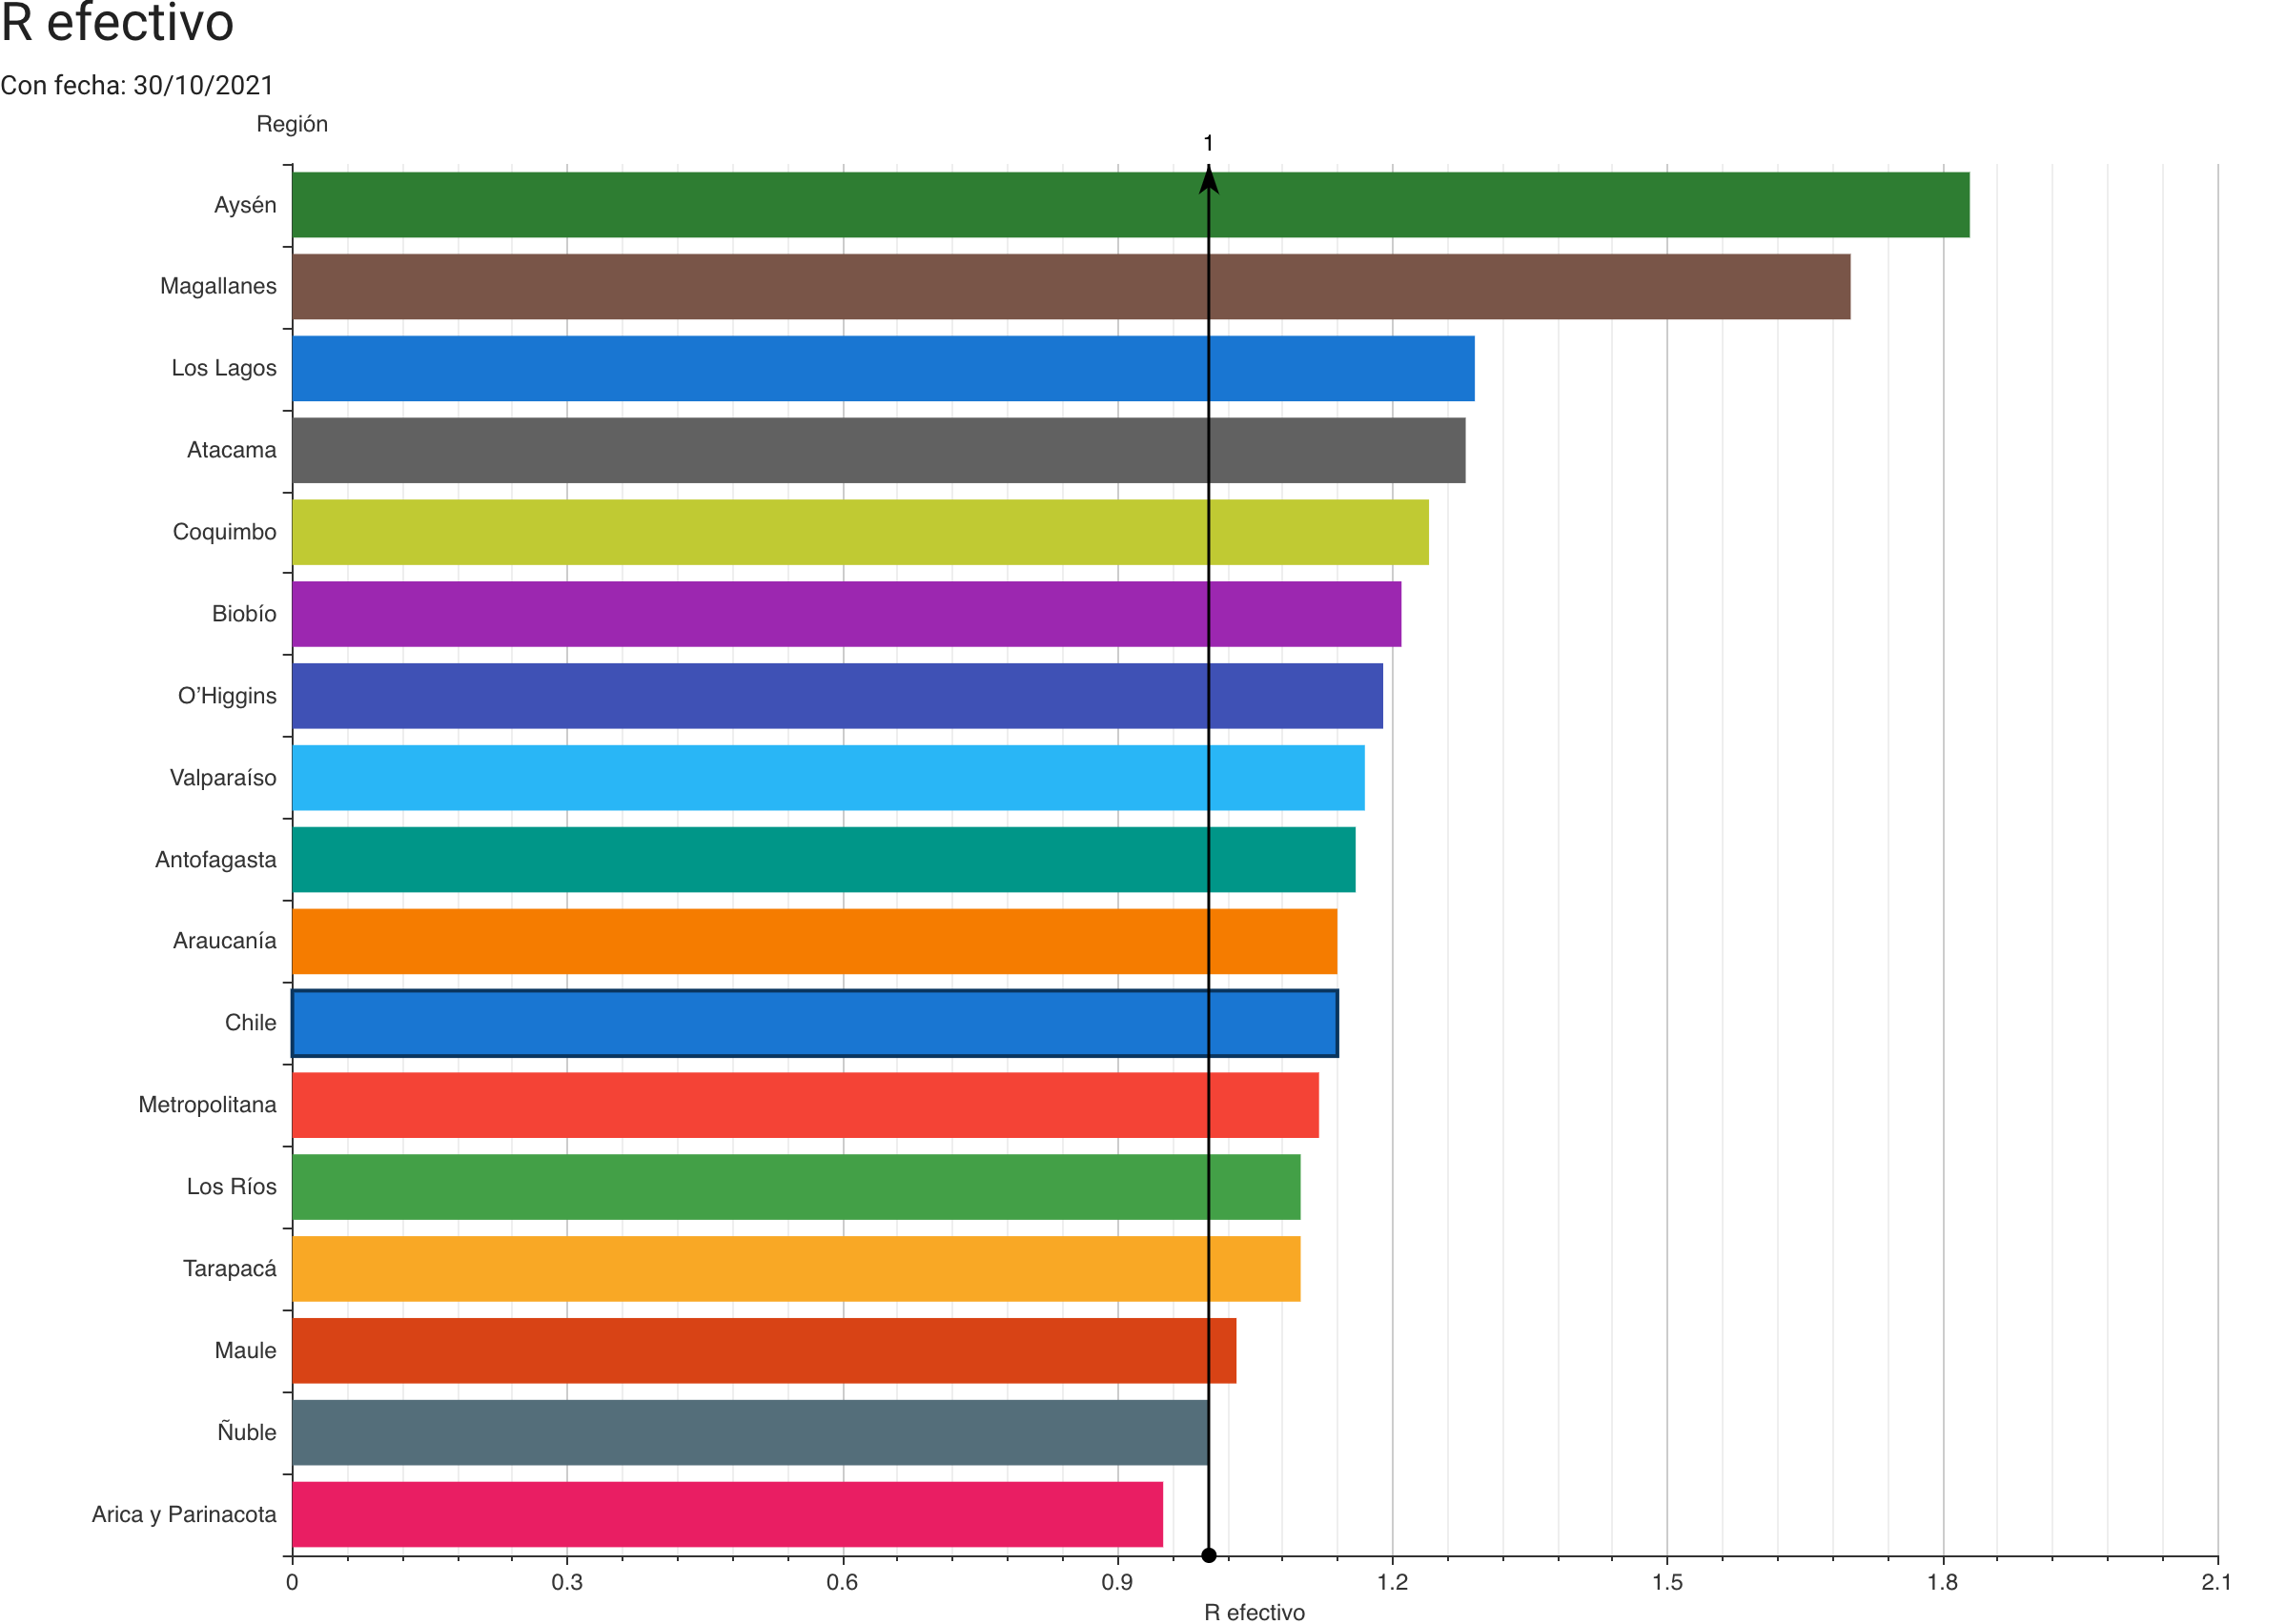 R efectivo
Con fecha: 30/10/2021
Región
1
Aysén
Magallanes
Los Lagos
Atacama
Coquimbo
Biobío
O’Higgins
Valparaíso
Antofagasta
Araucanía
Chile
Metropolitana
Los Ríos
Tarapacá
Maule
Ñuble
Arica y Parinacota
0 0.3 0.6 0.9 1.2 1.5 1.8 2.1
R efectivo